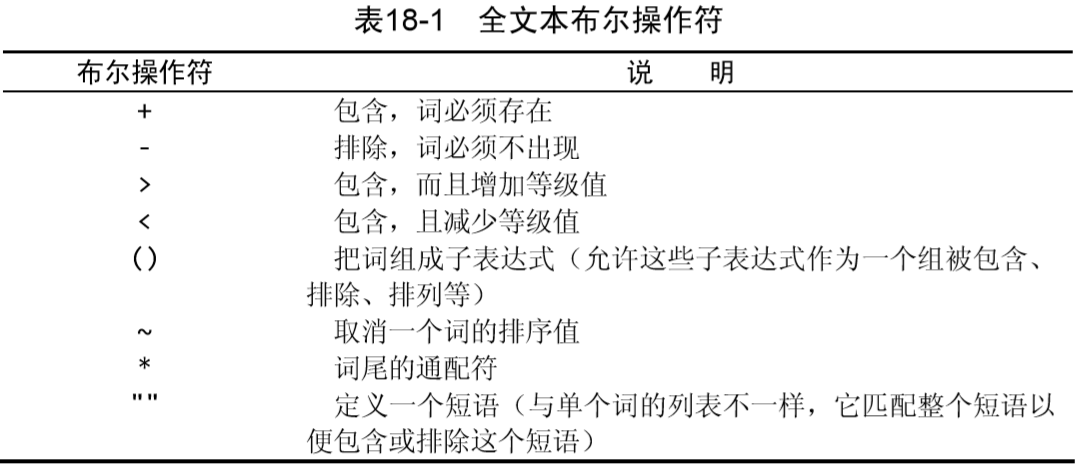 表18-1 全文本布尔操作符
布尔操作符 说 明
+ 包含，词必须存在
- 排除，词必须不出现
> 包含，而且增加等级值
< 包含，且减少等级值
() 把词组成子表达式（允许这些子表达式作为一个组被包含、
排除、排列等）
~ 取消一个词的排序值
* 词尾的通配符
"" 定义一个短语（与单个词的列表不一样，它匹配整个短语以
便包含或排除这个短语）